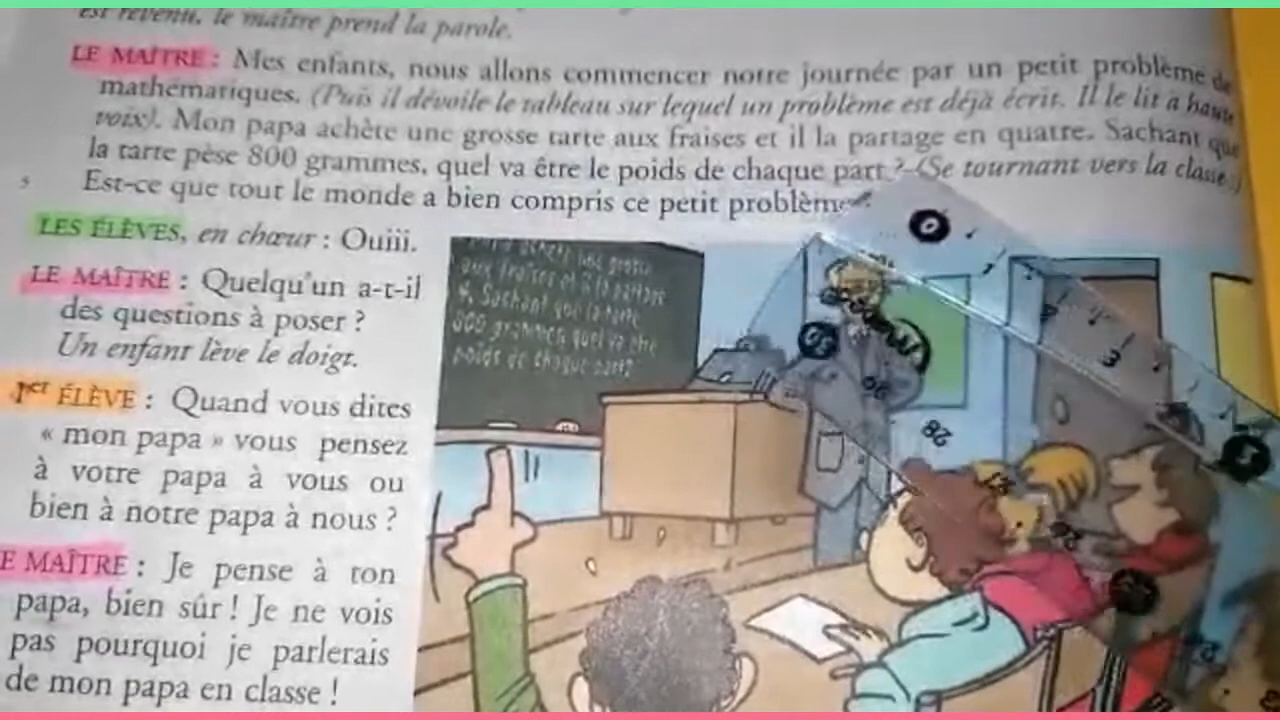 est revenu, le maître prend la parole.
LE MAÎTRE : Mes enfants, nous allons commencer notre journée par un petit problème de
mathématiques. (Puis il dévoile le tableau sur lequel un problème est déjà écrit. Il le lit à haute
voix). Mon papa achète une grosse tarte aux fraises et il la partage en quatre. Sachant que
la tarte pèse 800 grammes, quel va être le poids de chaque part ? (Se tournant vers la classe :)
5 Est-ce que tout le monde a bien compris ce petit problème
LES ÉLÈVES, en chœur : Ouiii.
LE MAÎTRE : Quelqu'un a-t-il
des questions à poser ?
Un enfant lève le doigt.
1er ÉLÈVE : Quand vous dites
« mon papa » vous pensez
à votre papa à vous ou
bien à notre papa à nous ?
E MAÎTRE : Je pense à ton
papa, bien sûr ! Je ne vois
pas pourquoi je parlerais
de mon papa en classe !
une grosse
aux fraises et il la partage
4. Sachant que la tarte
800 grammes, quel va être
poids de chaque part?
0
28